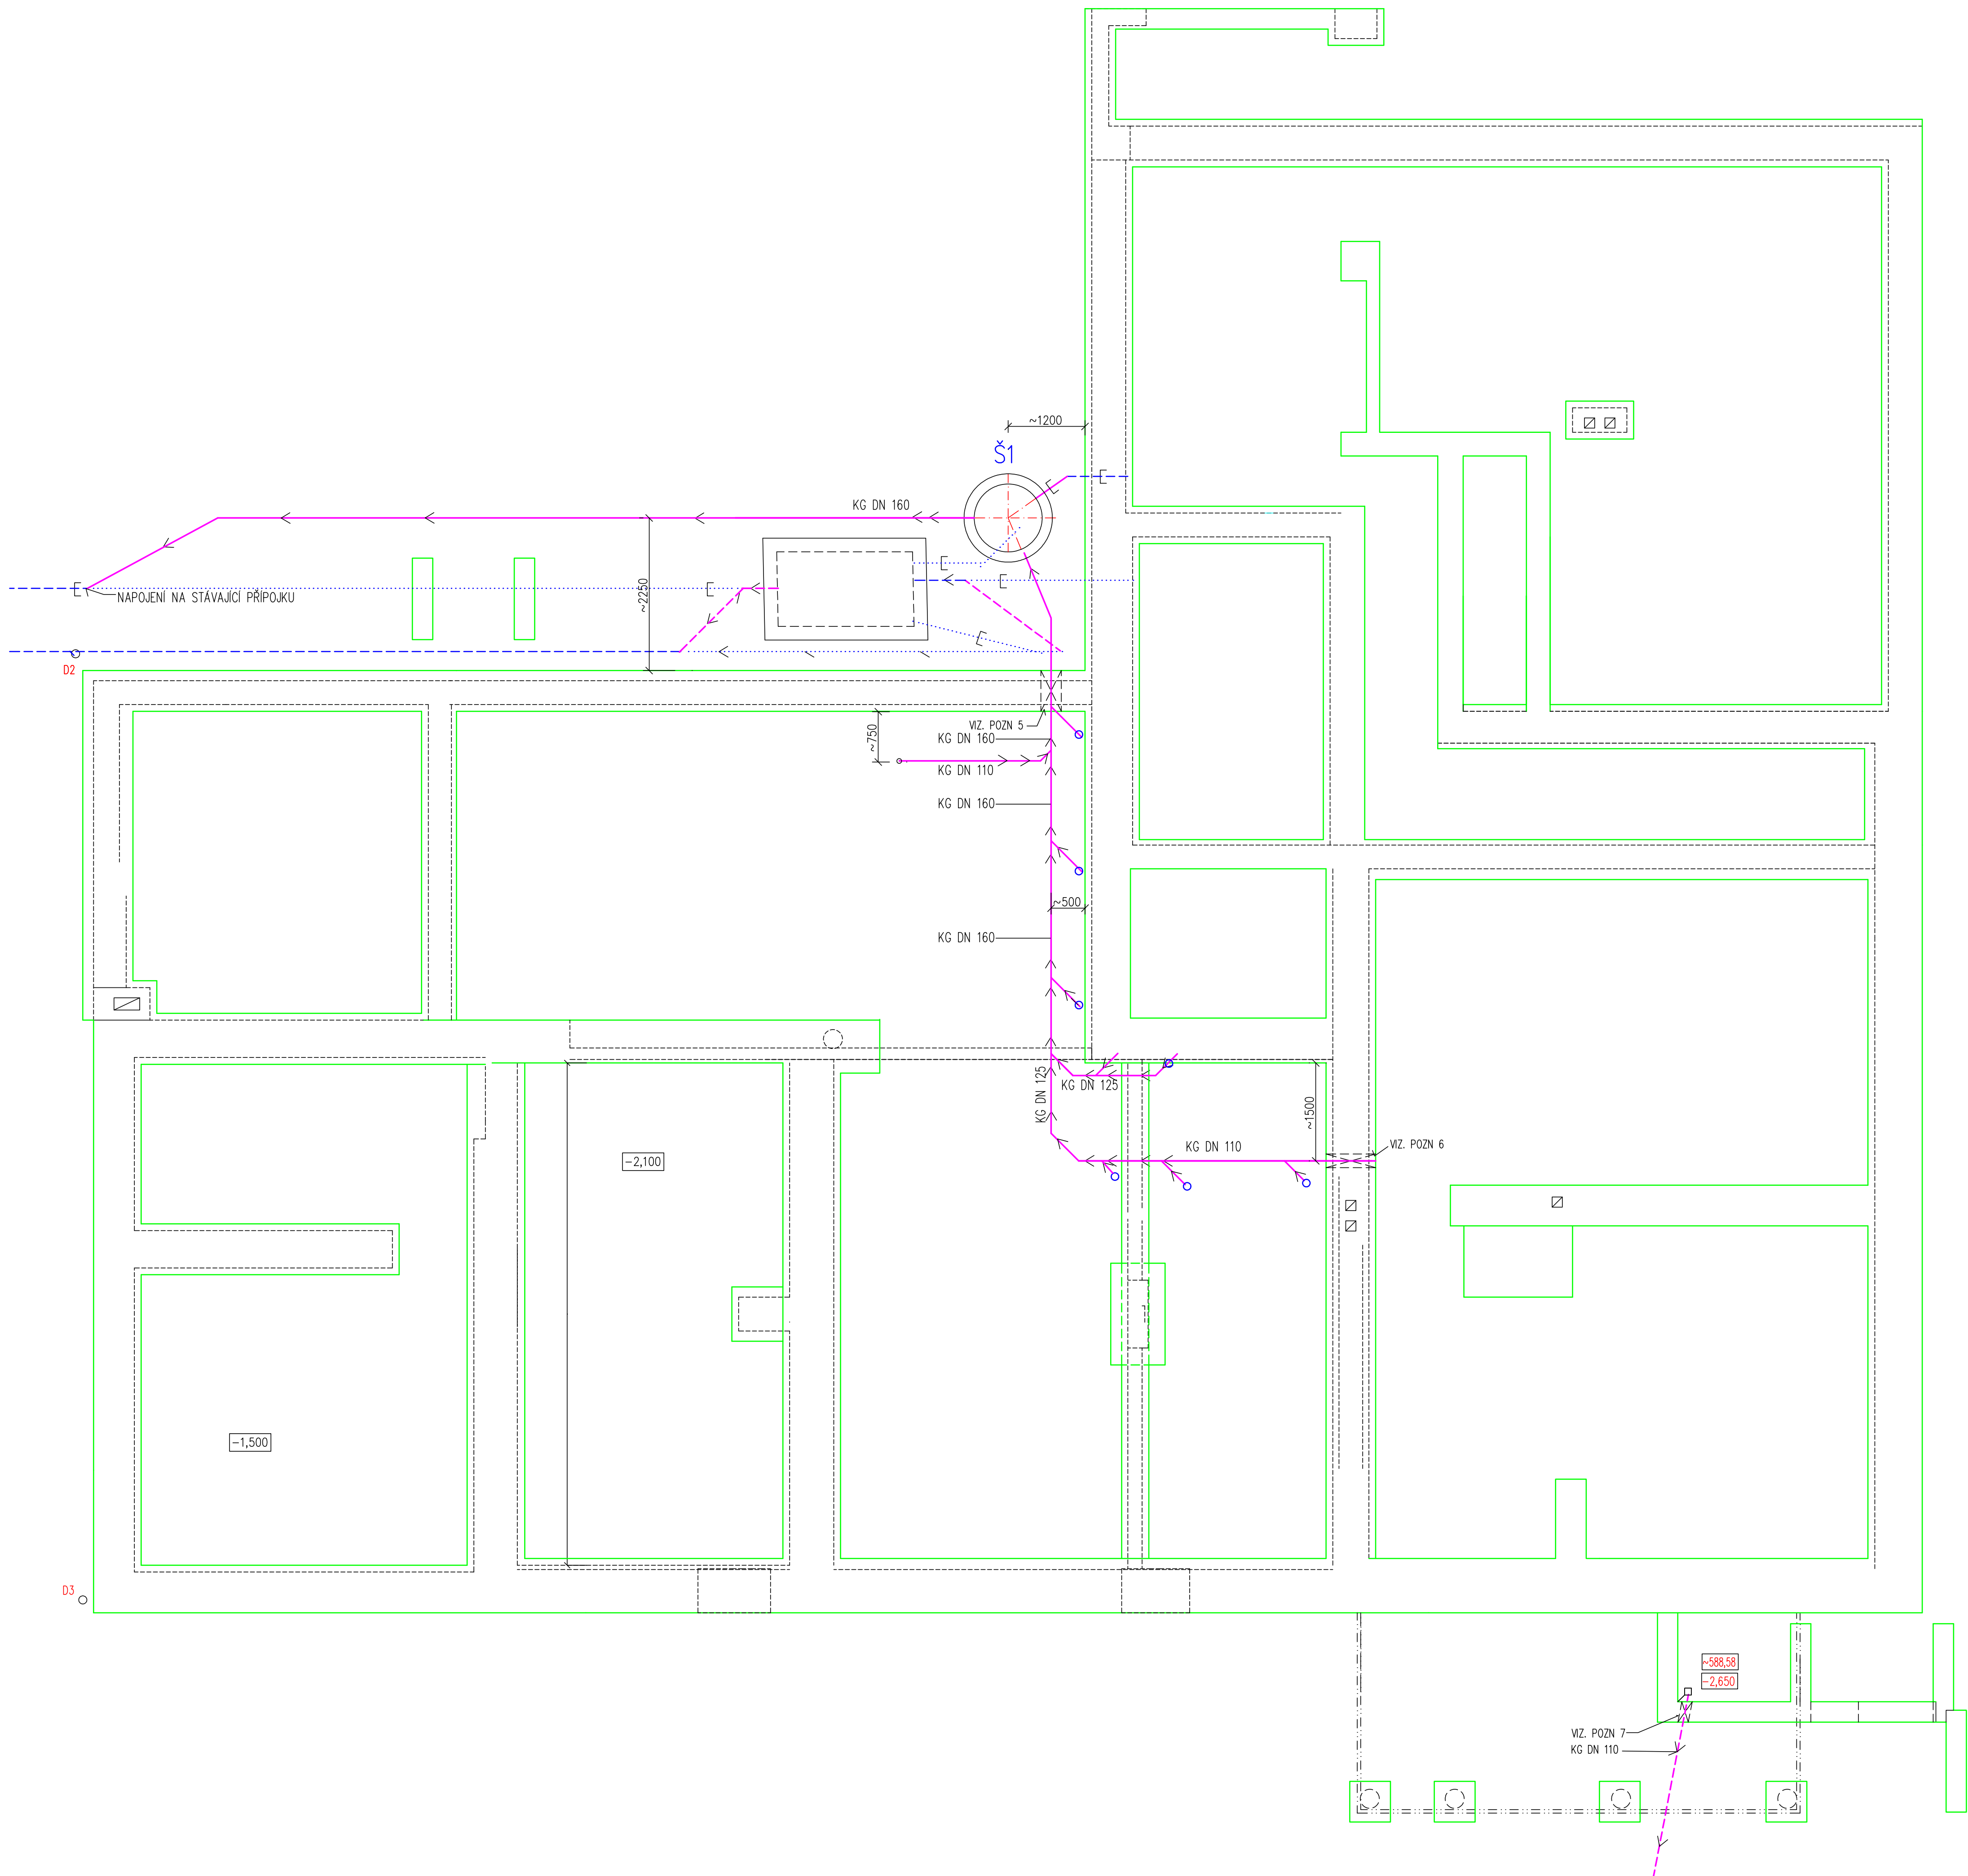 ~1200
Š1
KG DN 160
~2250
NAPOJENÍ NA STÁVAJÍCÍ PŘÍPOJKU
D2
VIZ. POZN 5
~750
KG DN 160
KG DN 110
KG DN 160
~500
KG DN 160
KG DN 125
KG DN 125
~1500
KG DN 110
VIZ. POZN 6
-2,100
-1,500
D3
~588,58
-2,650
VIZ. POZN 7
KG DN 110